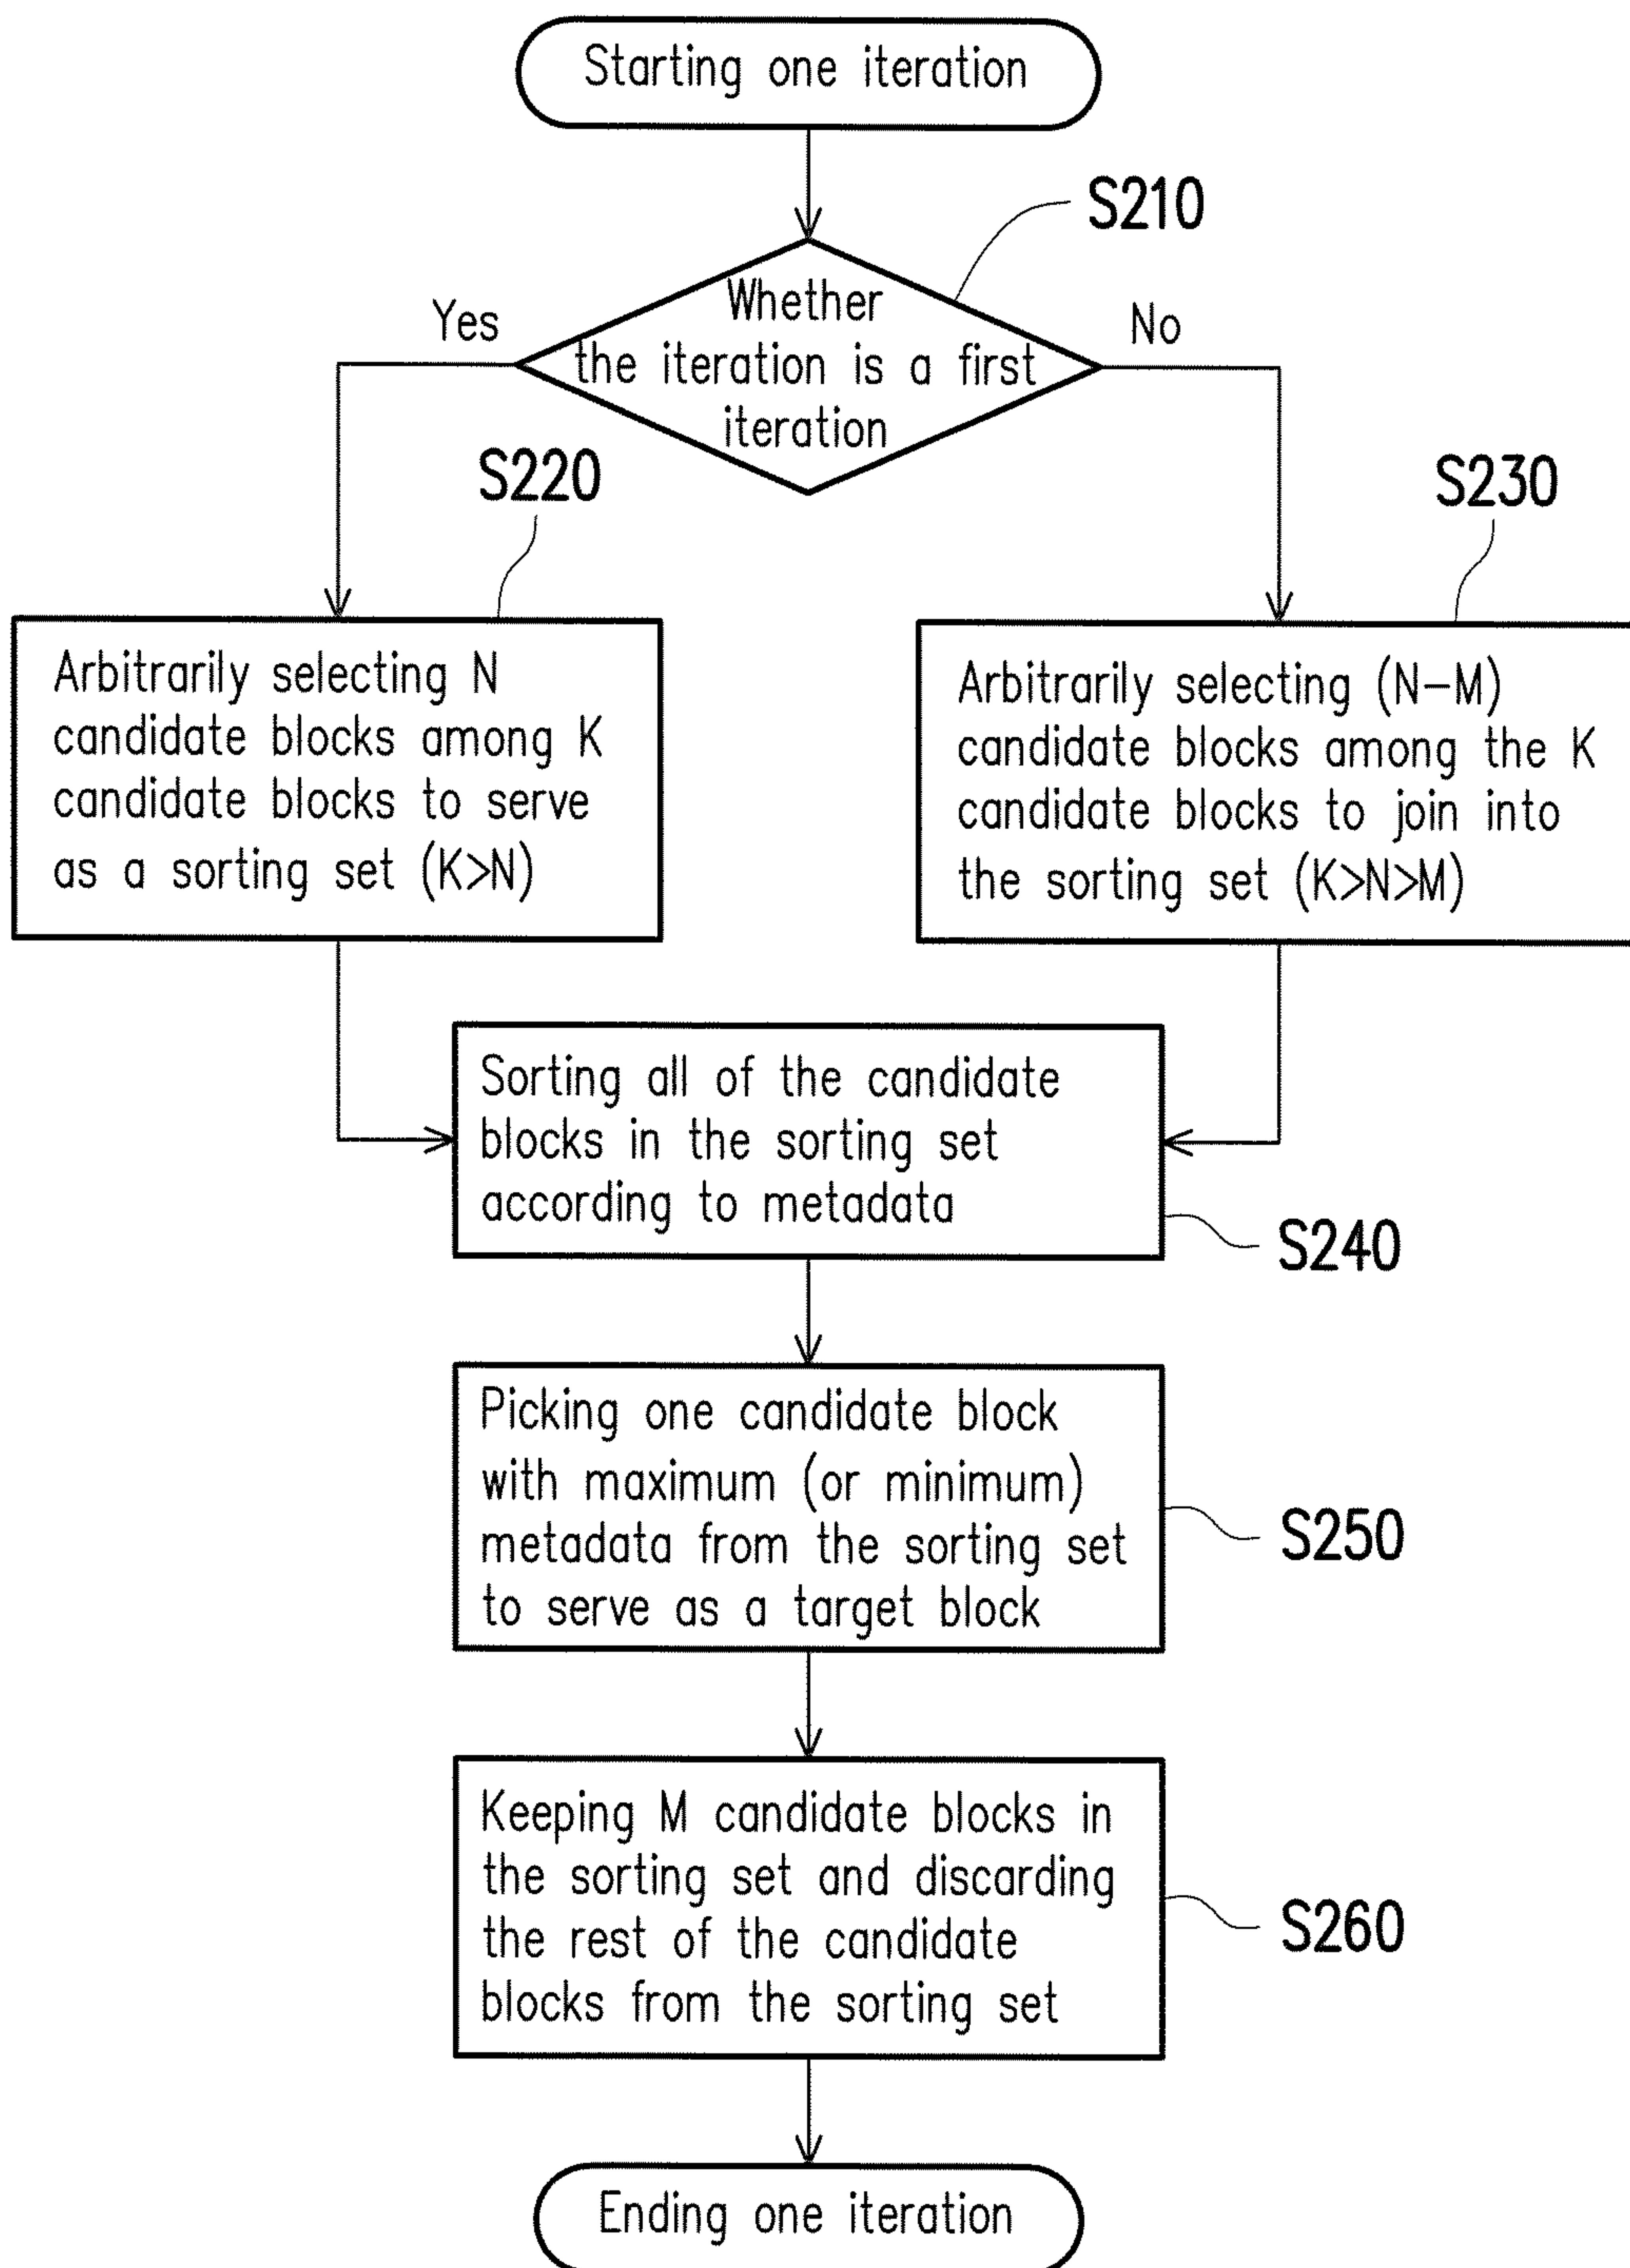 Starting one iteration
S210
Whether
the iteration is a first
iteration
Yes
No
S220
S230
Arbitrarily selecting N
candidate blocks among K
candidate blocks to serve
as a sorting set (K>N)
Arbitrarily selecting (N-M)
candidate blocks among the K
candidate blocks to join into
the sorting set (K>N>M)
Sorting all of the candidate
blocks in the sorting set
according to metadata
S240
Picking one candidate block
with maximum (or minimum)
metadata from the sorting set
to serve as a target block
S250
Keeping M candidate blocks in
the sorting set and discarding
the rest of the candidate
blocks from the sorting set
S260
Ending one iteration